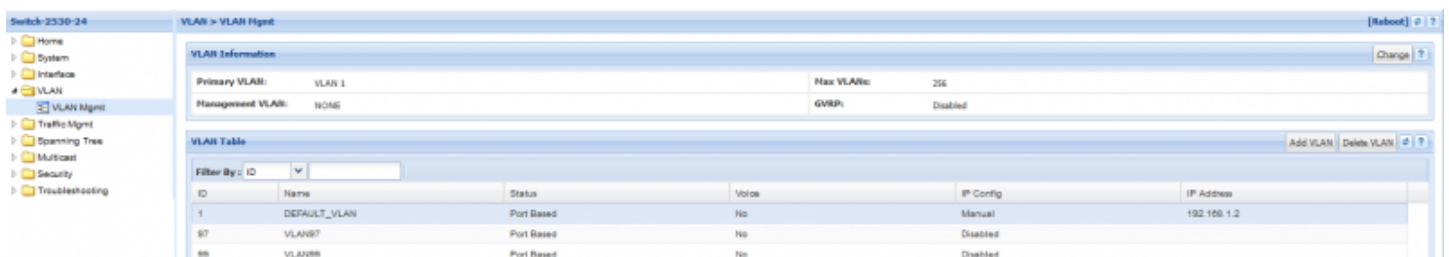 Switch-2530-24
VLAN > VLAN Mgmt
[Reboot] ?
Home
System
Interface
VLAN
VLAN Mgmt
Traffic Mgmt
Spanning Tree
Multicast
Security
Troubleshooting
VLAN Information
Change ?
Primary VLAN: VLAN 1 Max VLANs: 256
Management VLAN: NONE GVRP: Disabled
VLAN Table
Add VLAN Delete VLAN ?
Filter By: ID
ID Name Status Voice IP Config IP Address
1 DEFAULT_VLAN Port Based No Manual 192.168.1.2
97 VLAN97 Port Based No Disabled
Port Based No Disabled